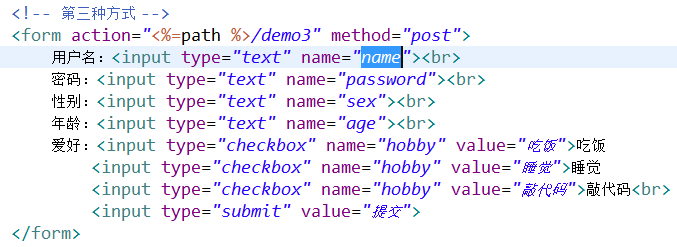 <!-- 第三种方式 -->
<form action="<%=path %>/demo3" method="post">
用户名：<input type="text" name="name"><br>
密码：<input type="text" name="password"><br>
性别：<input type="text" name="sex"><br>
年龄：<input type="text" name="age"><br>
爱好：<input type="checkbox" name="hobby" value="吃饭">吃饭
<input type="checkbox" name="hobby" value="睡觉">睡觉
<input type="checkbox" name="hobby" value="敲代码">敲代码<br>
<input type="submit" value="提交">
</form>